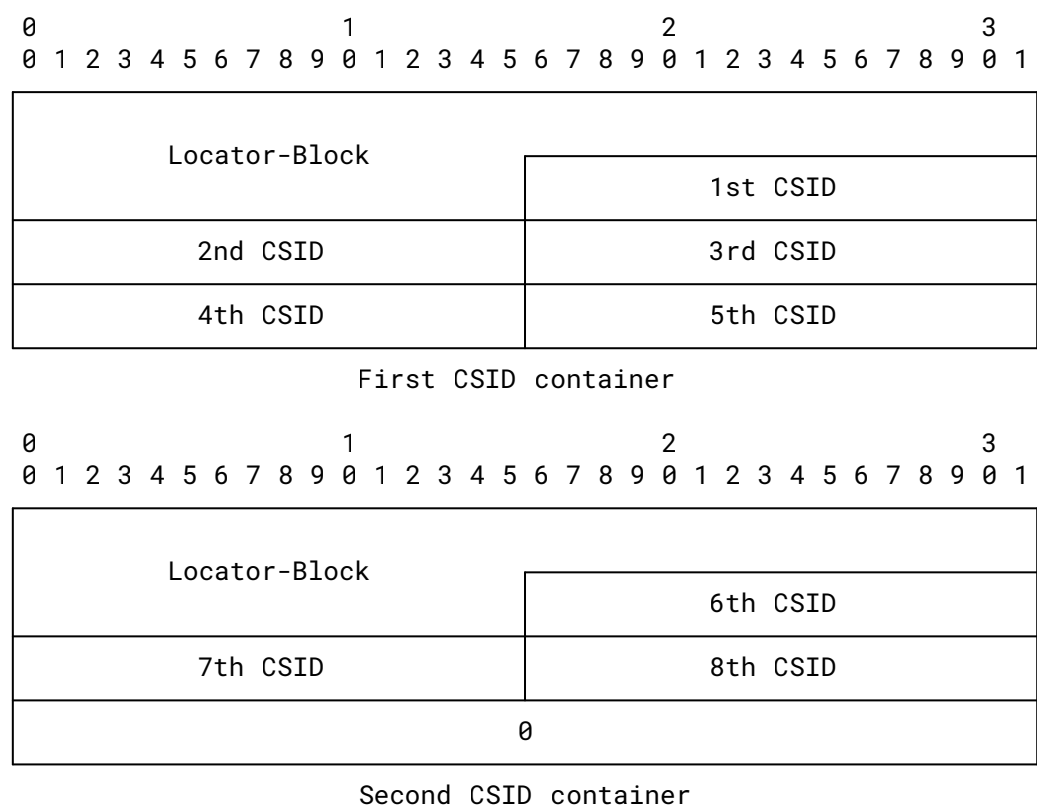 0 1 2 3
0 1 2 3 4 5 6 7 8 9 0 1 2 3 4 5 6 7 8 9 0 1 2 3 4 5 6 7 8 9 0 1
Locator-Block
1st CSID
2nd CSID 3rd CSID
4th CSID 5th CSID
First CSID container
0 1 2 3
0 1 2 3 4 5 6 7 8 9 0 1 2 3 4 5 6 7 8 9 0 1 2 3 4 5 6 7 8 9 0 1
Locator-Block
6th CSID
7th CSID 8th CSID
0
Second CSID container